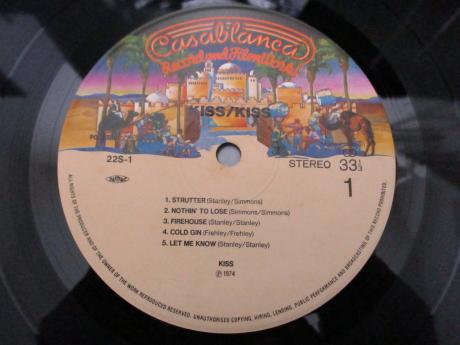 Casablanca
Record and FilmWorks
KISS/KISS
22S-1
STEREO 33 1/3
1
1. STRUTTER (Stanley/Simmons)
2. NOTHIN' TO LOSE (Simmons/Simmons)
3. FIREHOUSE (Stanley/Stanley)
4. COLD GIN (Frehley/Frehley)
5. LET ME KNOW (Stanley/Stanley)
KISS
℗1974
ALL RIGHTS OF THE PRODUCER AND OF THE OWNER OF THE WORK REPRODUCED RESERVED. UNAUTHORISED COPYING, HIRING, LENDING, PUBLIC PERFORMANCE AND BROADCASTING OF THIS RECORD PROHIBITED.